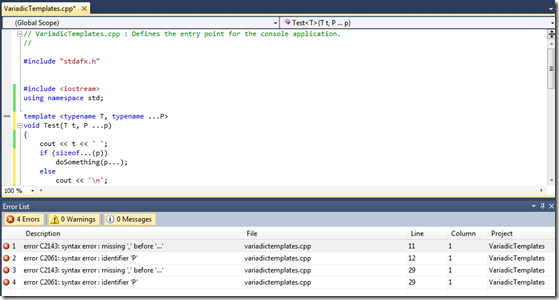 VariadicTemplates.cpp*
(Global Scope)
Test<T>(T t, P ... p)
// VariadicTemplates.cpp : Defines the entry point for the console application.
//
#include "stdafx.h"
#include <iostream>
using namespace std;
template <typename T, typename ...P>
void Test(T t, P ...p)
{
cout << t << ' ';
if (sizeof...(p))
doSomething(p...);
else
cout << '\n';
100 %
Error List
4 Errors 0 Warnings 0 Messages
Description File Line Column Project
1 error C2143: syntax error : missing ',' before '...' variadictemplates.cpp 11 1 VariadicTemplates
2 error C2061: syntax error : identifier 'P' variadictemplates.cpp 12 1 VariadicTemplates
3 error C2143: syntax error : missing ',' before '...' variadictemplates.cpp 29 1 VariadicTemplates
4 error C2061: syntax error : identifier 'P' variadictemplates.cpp 29 1 VariadicTemplates